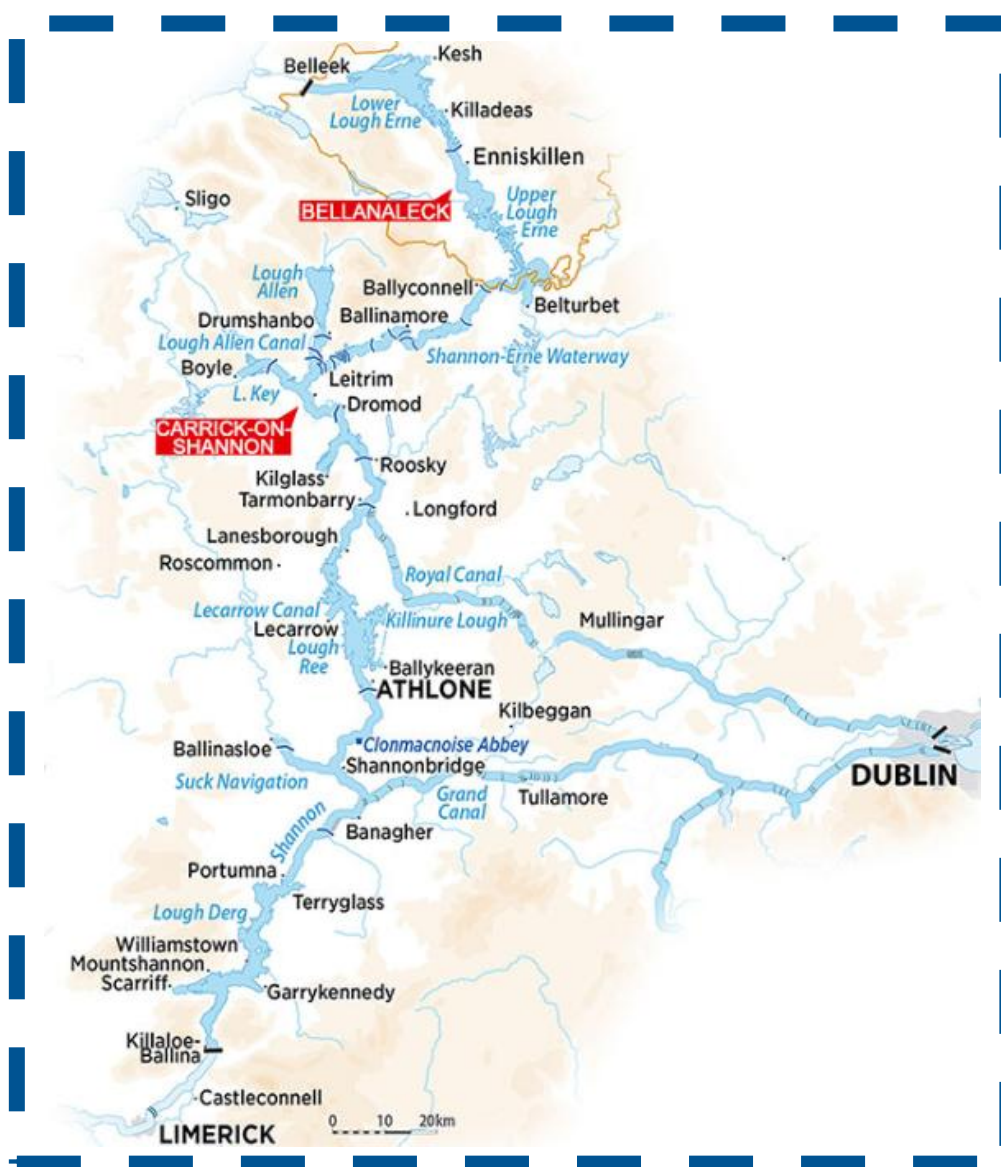 Kesh
Belleek
Lower
Lough Erne
Killadeas
Enniskillen
Sligo
BELLANALECK
Upper
Lough
Erne
Lough
Allen
Ballyconnell
Belturbet
Drumshanbo
Ballinamore
Lough Allen Canal
Shannon-Erne Waterway
Boyle
Leitrim
L. Key
Dromod
CARRICK-ON-
SHANNON
Roosky
Kilglass
Tarmonbarry
Longford
Lanesborough
Roscommon
Royal Canal
Lecarrow Canal
Killinure Lough
Mullingar
Lecarrow
Lough
Ree
Ballykeeran
ATHLONE
Kilbeggan
Ballinasloe
Clonmacnoise Abbey
Shannonbridge
DUBLIN
Suck Navigation
Grand
Canal
Tullamore
Shannon
Banagher
Portumna
Terryglass
Lough Derg
Williamstown
Mountshannon
Scarriff
Garrykennedy
Killaloe-
Ballina
Castleconnell
0 10 20km
LIMERICK